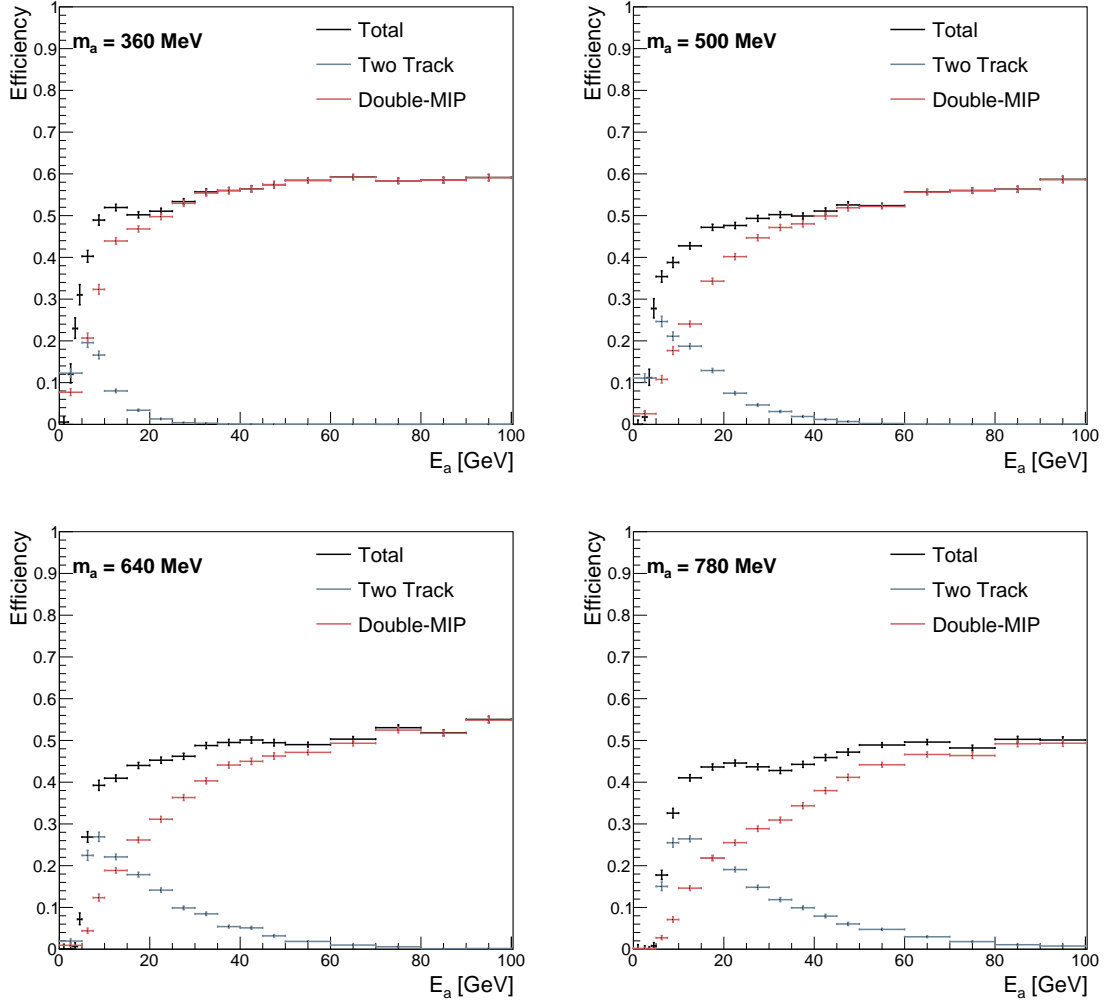 Efficiency
1
0.9
0.8
0.7
0.6
0.5
0.4
0.3
0.2
0.1
0
m_a = 360 MeV
Total
Two Track
Double-MIP
0 20 40 60 80 100
E_a [GeV]
Efficiency
1
0.9
0.8
0.7
0.6
0.5
0.4
0.3
0.2
0.1
0
m_a = 500 MeV
Total
Two Track
Double-MIP
0 20 40 60 80 100
E_a [GeV]
Efficiency
1
0.9
0.8
0.7
0.6
0.5
0.4
0.3
0.2
0.1
0
m_a = 640 MeV
Total
Two Track
Double-MIP
0 20 40 60 80 100
E_a [GeV]
Efficiency
1
0.9
0.8
0.7
0.6
0.5
0.4
0.3
0.2
0.1
0
m_a = 780 MeV
Total
Two Track
Double-MIP
0 20 40 60 80 100
E_a [GeV]